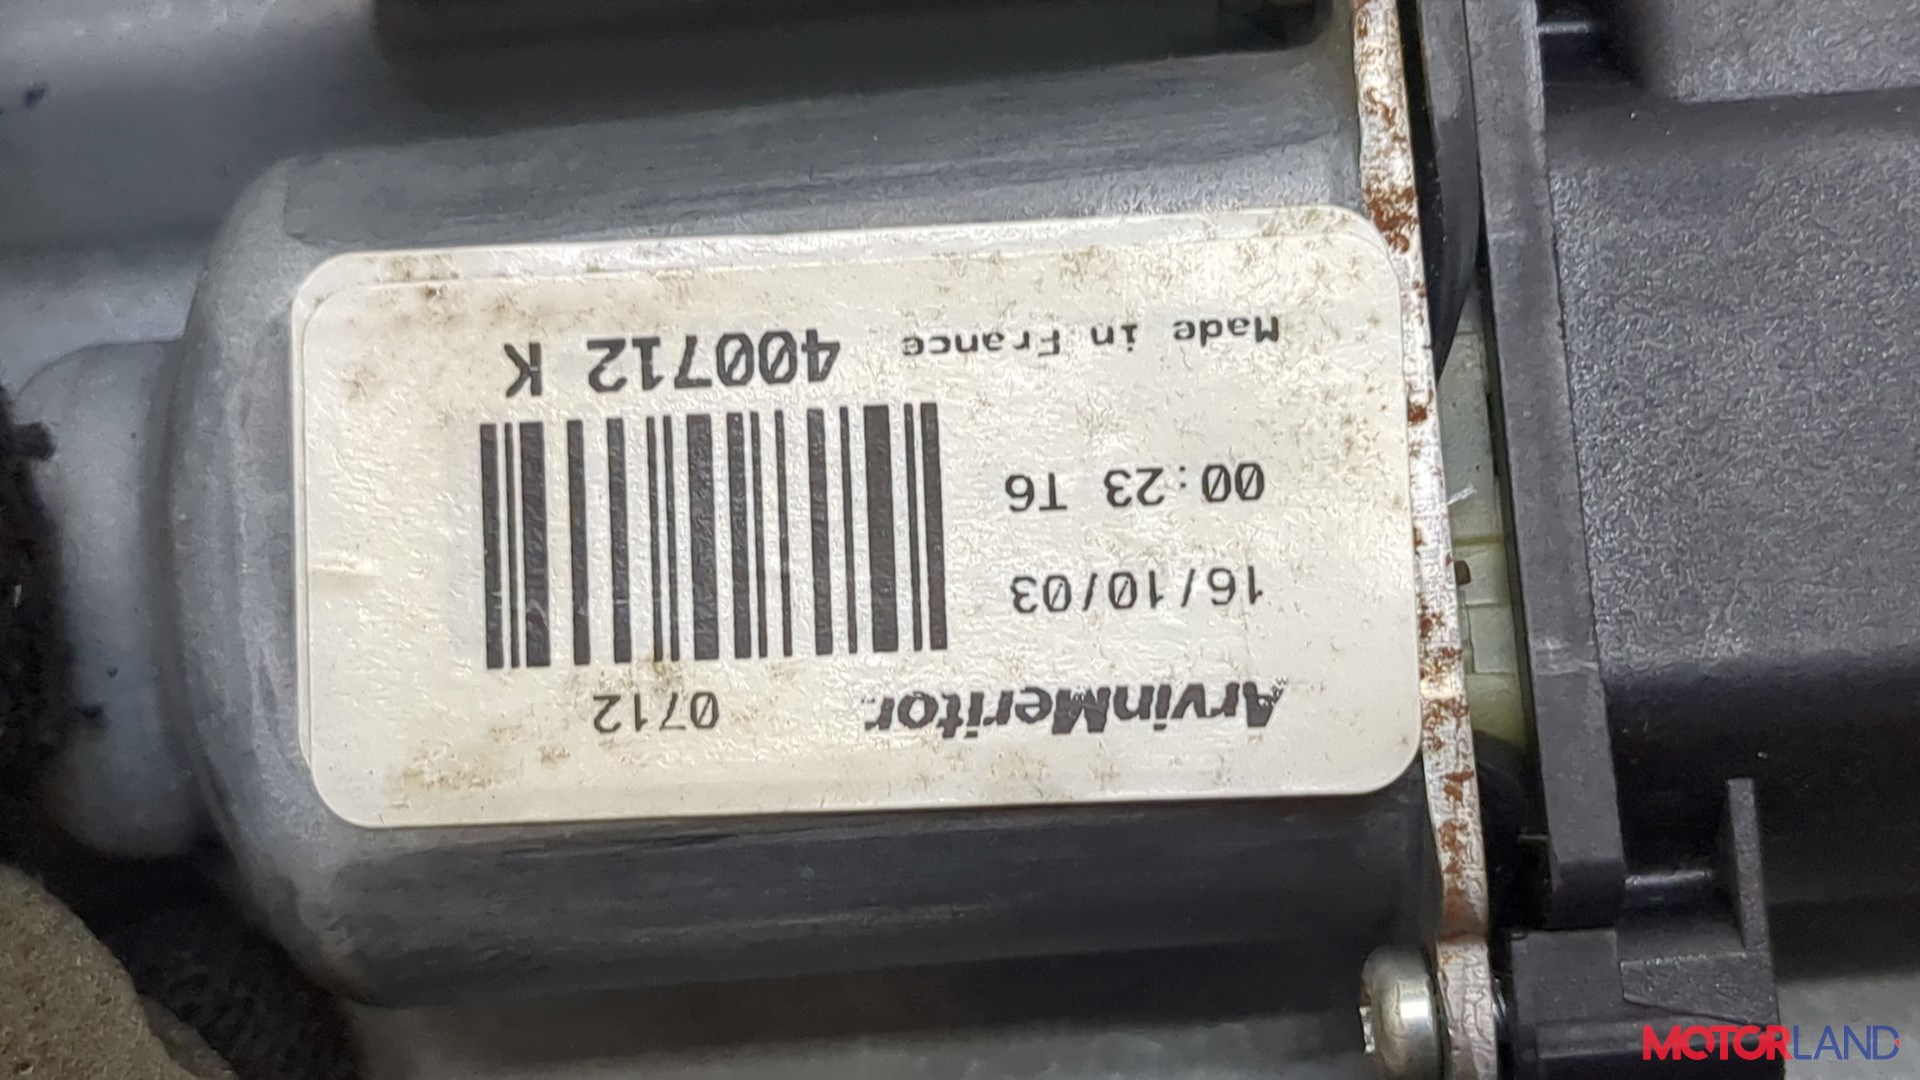 ArvinMeritor. 0712
16/10/03
00:23 T6
Made in France 400712 K
MOTORLAND